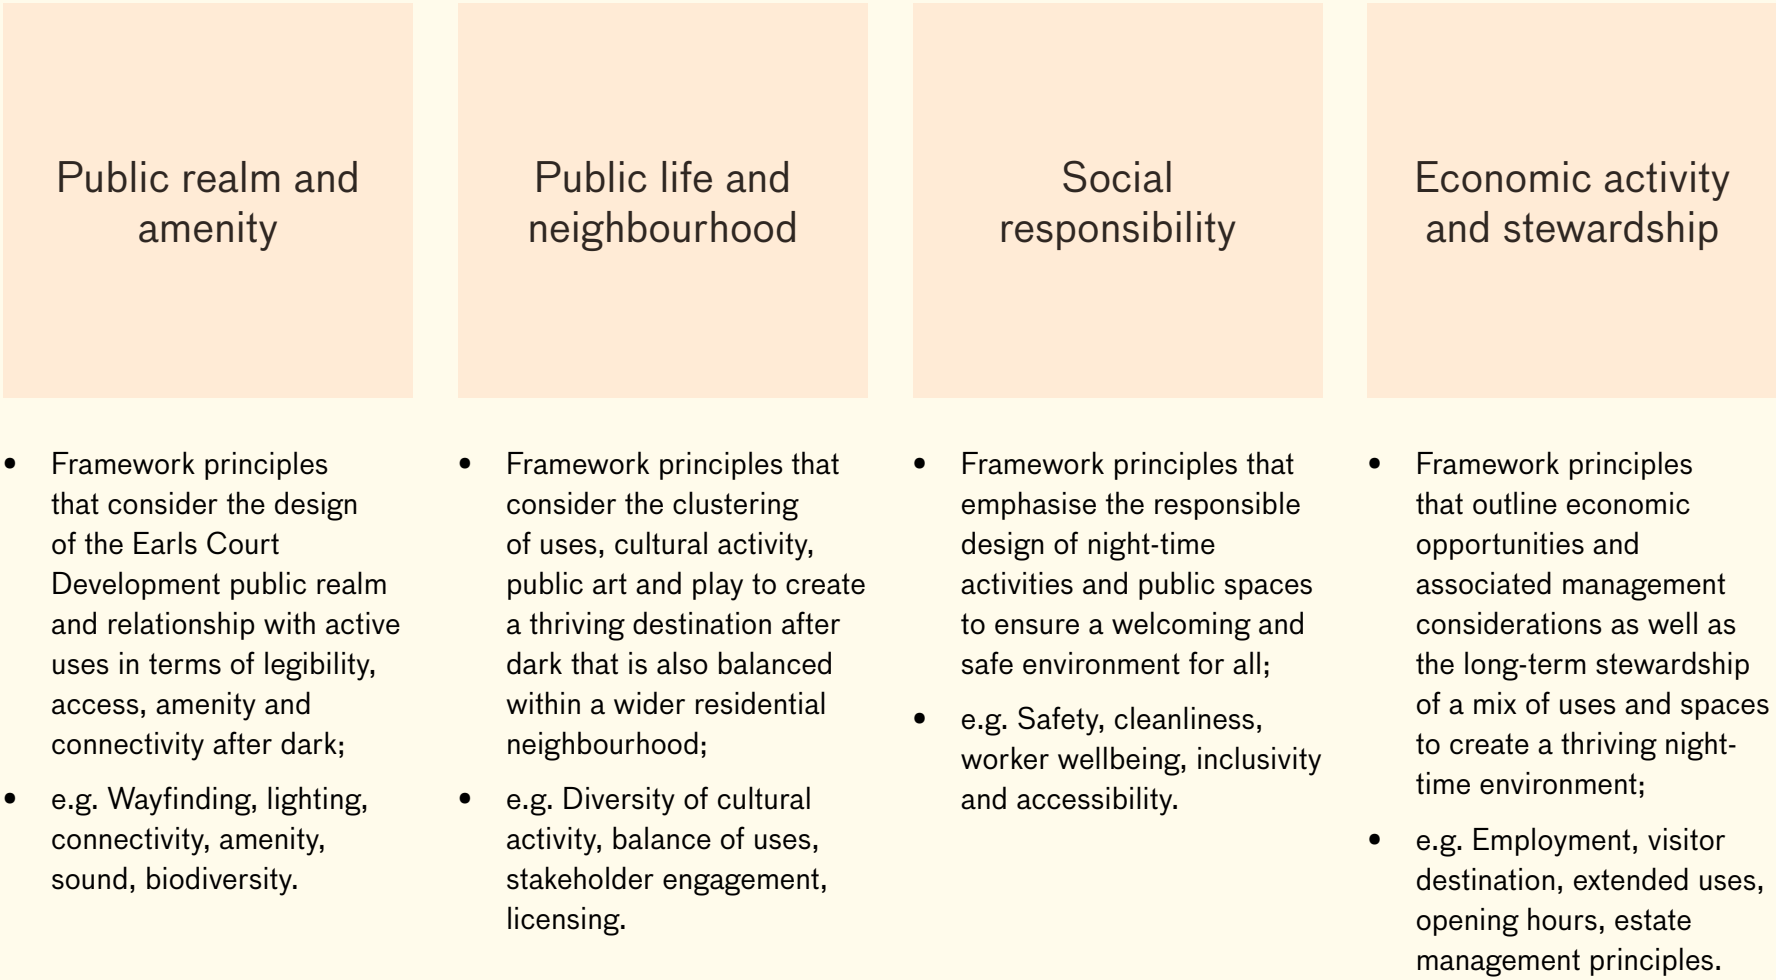 Public realm and
amenity
• Framework principles
that consider the design
of the Earls Court
Development public realm
and relationship with active
uses in terms of legibility,
access, amenity and
connectivity after dark;
• e.g. Wayfinding, lighting,
connectivity, amenity,
sound, biodiversity.
Public life and
neighbourhood
• Framework principles that
consider the clustering
of uses, cultural activity,
public art and play to create
a thriving destination after
dark that is also balanced
within a wider residential
neighbourhood;
• e.g. Diversity of cultural
activity, balance of uses,
stakeholder engagement,
licensing.
Social
responsibility
• Framework principles that
emphasise the responsible
design of night-time
activities and public spaces
to ensure a welcoming and
safe environment for all;
• e.g. Safety, cleanliness,
worker wellbeing, inclusivity
and accessibility.
Economic activity
and stewardship
• Framework principles
that outline economic
opportunities and
associated management
considerations as well as
the long-term stewardship
of a mix of uses and spaces
to create a thriving night-
time environment;
• e.g. Employment, visitor
destination, extended uses,
opening hours, estate
management principles.